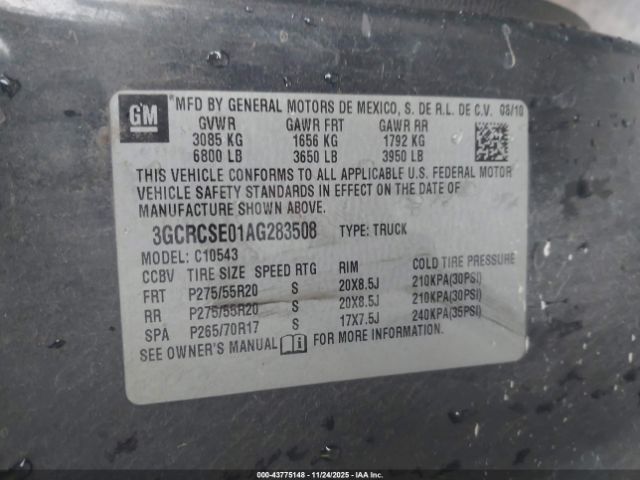 GM
MFD BY GENERAL MOTORS DE MEXICO, S. DE R.L. DE C.V. 08/10
GVWR GAWR FRT GAWR RR
3085 KG 1656 KG 1792 KG
6800 LB 3650 LB 3950 LB
THIS VEHICLE CONFORMS TO ALL APPLICABLE U.S. FEDERAL MOTOR
VEHICLE SAFETY STANDARDS IN EFFECT ON THE DATE OF
MANUFACTURE SHOWN ABOVE.
3GCRCSE01AG283508 TYPE: TRUCK
MODEL: C10543
CCBV TIRE SIZE SPEED RTG RIM COLD TIRE PRESSURE
FRT P275/55R20 S 20X8.5J 210KPA(30PSI)
RR P275/55R20 S 20X8.5J 210KPA(30PSI)
SPA P265/70R17 S 17X7.5J 240KPA(35PSI)
SEE OWNER'S MANUAL FOR MORE INFORMATION.
© 000-43775148 - 11/24/2025 - Copyright IAA, LLC